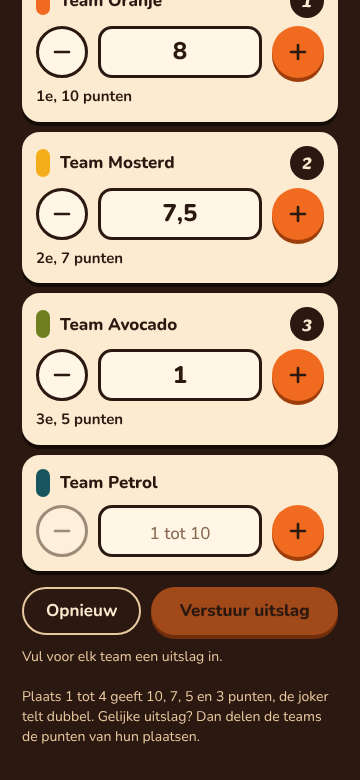 Team Oranje
1
−
8
+
1e, 10 punten
Team Mosterd
2
−
7,5
+
2e, 7 punten
Team Avocado
3
−
1
+
3e, 5 punten
Team Petrol
−
1 tot 10
+
Opnieuw
Verstuur uitslag
Vul voor elk team een uitslag in.
Plaats 1 tot 4 geeft 10, 7, 5 en 3 punten, de joker
telt dubbel. Gelijke uitslag? Dan delen de teams
de punten van hun plaatsen.